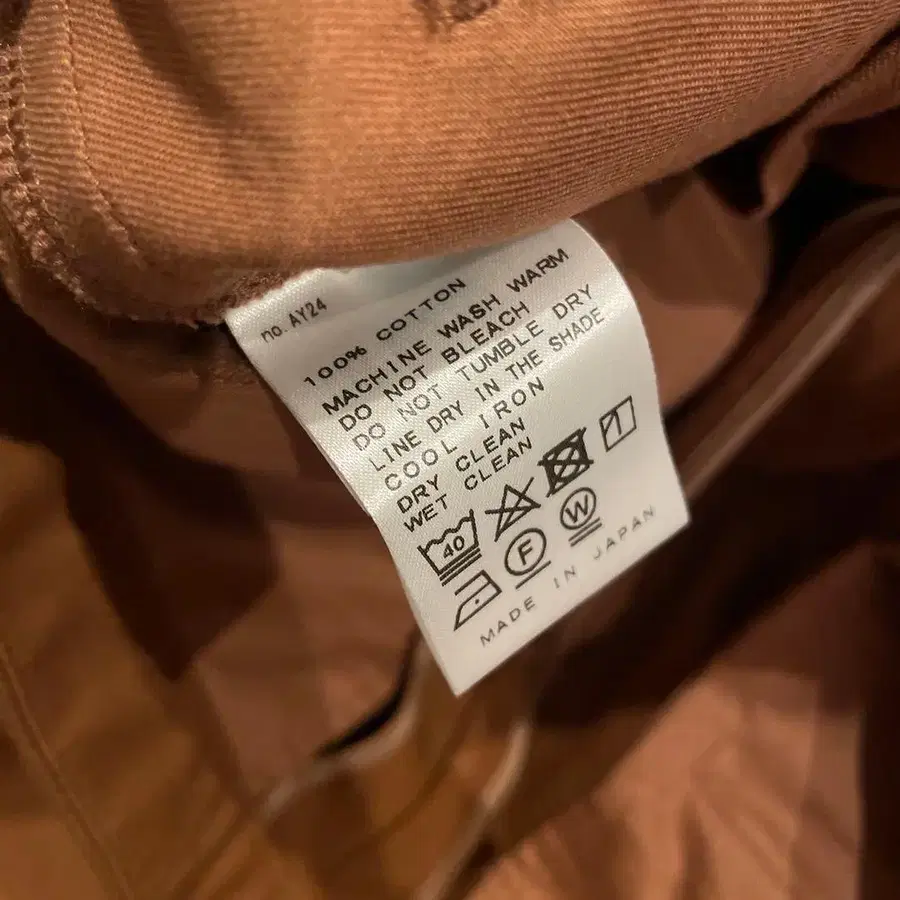 no. AY24
100% COTTON
MACHINE WASH WARM
DO NOT BLEACH
DO NOT TUMBLE DRY
LINE DRY IN THE SHADE
COOL IRON
DRY CLEAN
WET CLEAN
40
F W
MADE IN JAPAN